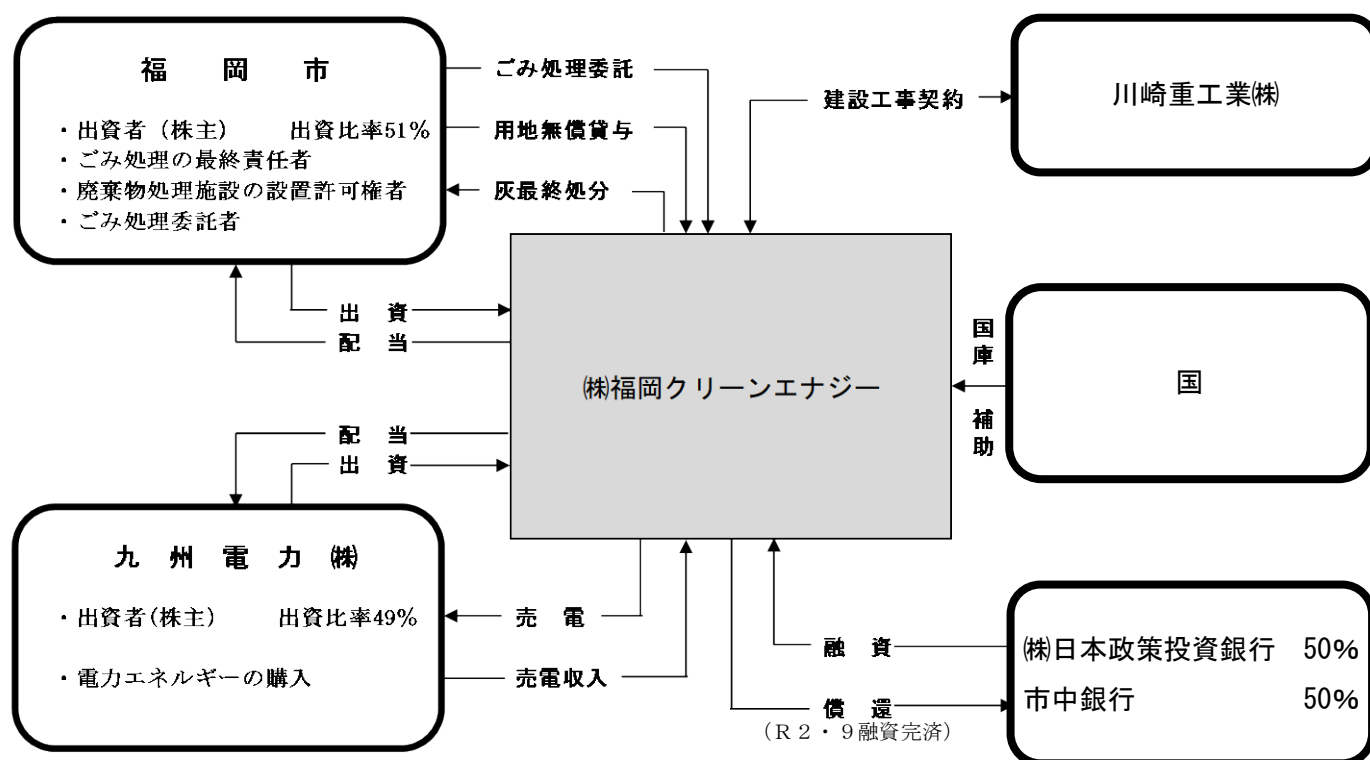 福　岡　市
・出資者（株主）　　出資比率51％
・ごみ処理の最終責任者
・廃棄物処理施設の設置許可権者
・ごみ処理委託者
ごみ処理委託
用地無償貸与
灰最終処分
建設工事契約
川崎重工業㈱
出　資
配　当
㈱福岡クリーンエナジー
国庫
補助
国
配　当
出　資
九　州　電　力　㈱
・出資者(株主)　　出資比率49％
・電力エネルギーの購入
売　電
売電収入
融　資
償　還
（Ｒ２・９融資完済）
㈱日本政策投資銀行　50％
市中銀行　50％